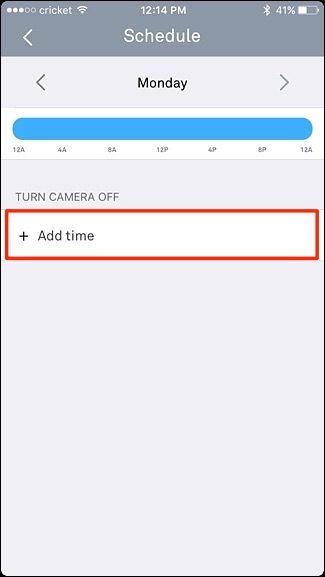 cricket 12:14 PM 41%
Schedule
Monday
12A 4A 8A 12P 4P 8P 12A
TURN CAMERA OFF
+ Add time